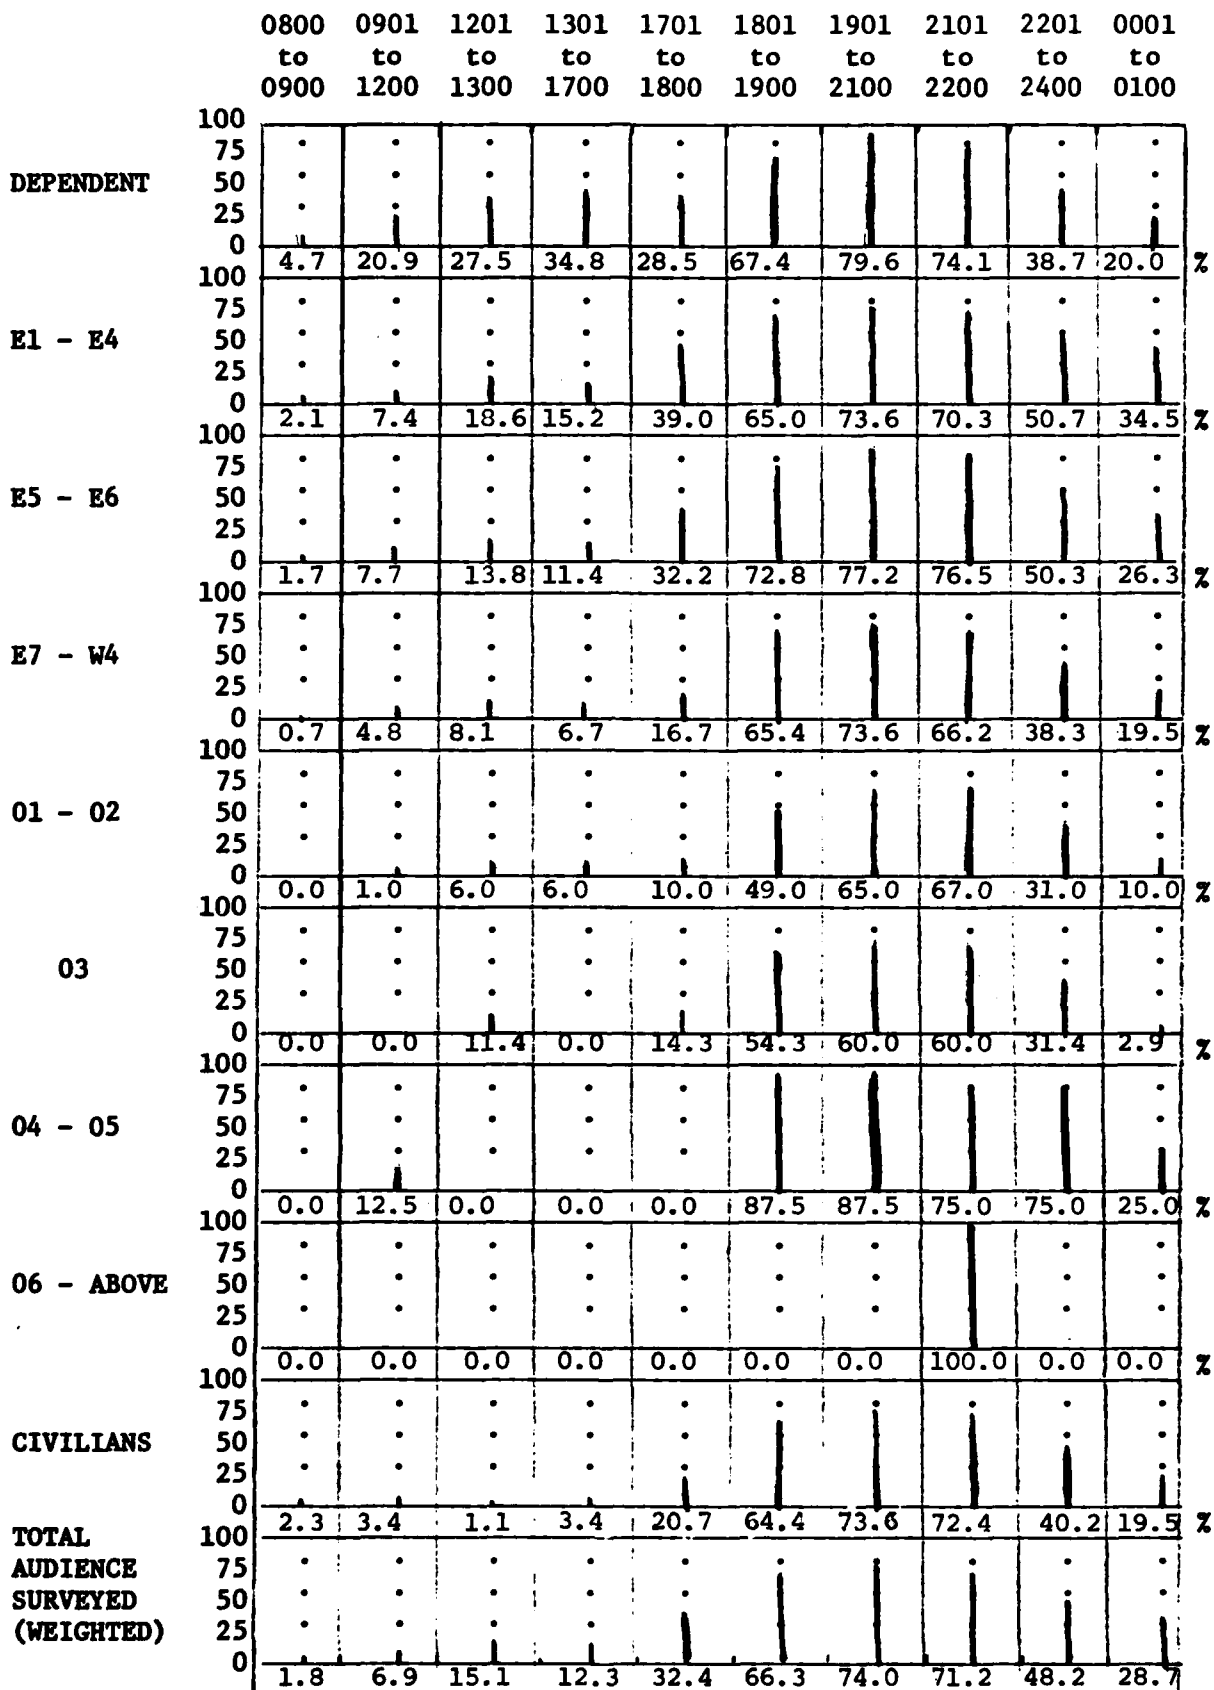 0800 0901 1201 1301 1701 1801 1901 2101 2201 0001
to to to to to to to to to to
0900 1200 1300 1700 1800 1900 2100 2200 2400 0100
100
75
DEPENDENT 50
25
0
4.7 20.9 27.5 34.8 28.5 67.4 79.6 74.1 38.7 20.0 %
100
75
E1 - E4 50
25
0
2.1 7.4 18.6 15.2 39.0 65.0 73.6 70.3 50.7 34.5 %
100
75
E5 - E6 50
25
0
1.7 7.7 13.8 11.4 32.2 72.8 77.2 76.5 50.3 26.3 %
100
75
E7 - W4 50
25
0
0.7 4.8 8.1 6.7 16.7 65.4 73.6 66.2 38.3 19.5 %
100
75
01 - 02 50
25
0
0.0 1.0 6.0 6.0 10.0 49.0 65.0 67.0 31.0 10.0 %
100
75
03 50
25
0
0.0 0.0 11.4 0.0 14.3 54.3 60.0 60.0 31.4 2.9 %
100
75
04 - 05 50
25
0
0.0 12.5 0.0 0.0 0.0 87.5 87.5 75.0 75.0 25.0 %
100
75
06 - ABOVE 50
25
0
0.0 0.0 0.0 0.0 0.0 0.0 0.0 100.0 0.0 0.0 %
100
75
CIVILIANS 50
25
0
2.3 3.4 1.1 3.4 20.7 64.4 73.6 72.4 40.2 19.5 %
TOTAL 100
AUDIENCE 75
SURVEYED 50
(WEIGHTED) 25
0
1.8 6.9 15.1 12.3 32.4 66.3 74.0 71.2 48.2 28.7